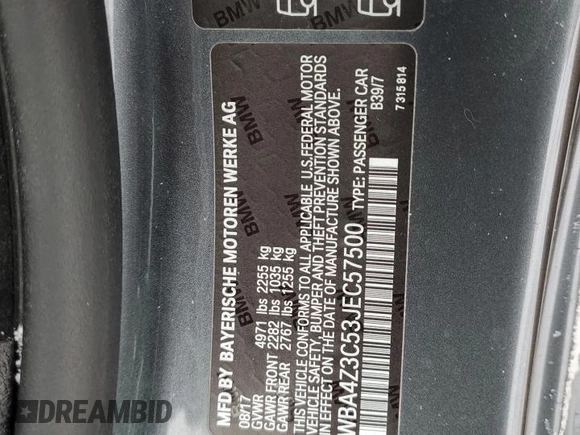 MFD BY BAYERISCHE MOTOREN WERKE AG
08/17
GVWR 4971 lbs 2255 kg
GAWR FRONT 2282 lbs 1035 kg
GAWR REAR 2767 lbs 1255 kg
THIS VEHICLE CONFORMS TO ALL APPLICABLE U.S.FEDERAL MOTOR
VEHICLE SAFETY, BUMPER AND THEFT PREVENTION STANDARDS
IN EFFECT ON THE DATE OF MANUFACTURE SHOWN ABOVE.
WBA4Z3C53JEC57500 TYPE: PASSENGER CAR
B39/7
7315814
BMW
BMW
BMW
BMW
DREAMBID